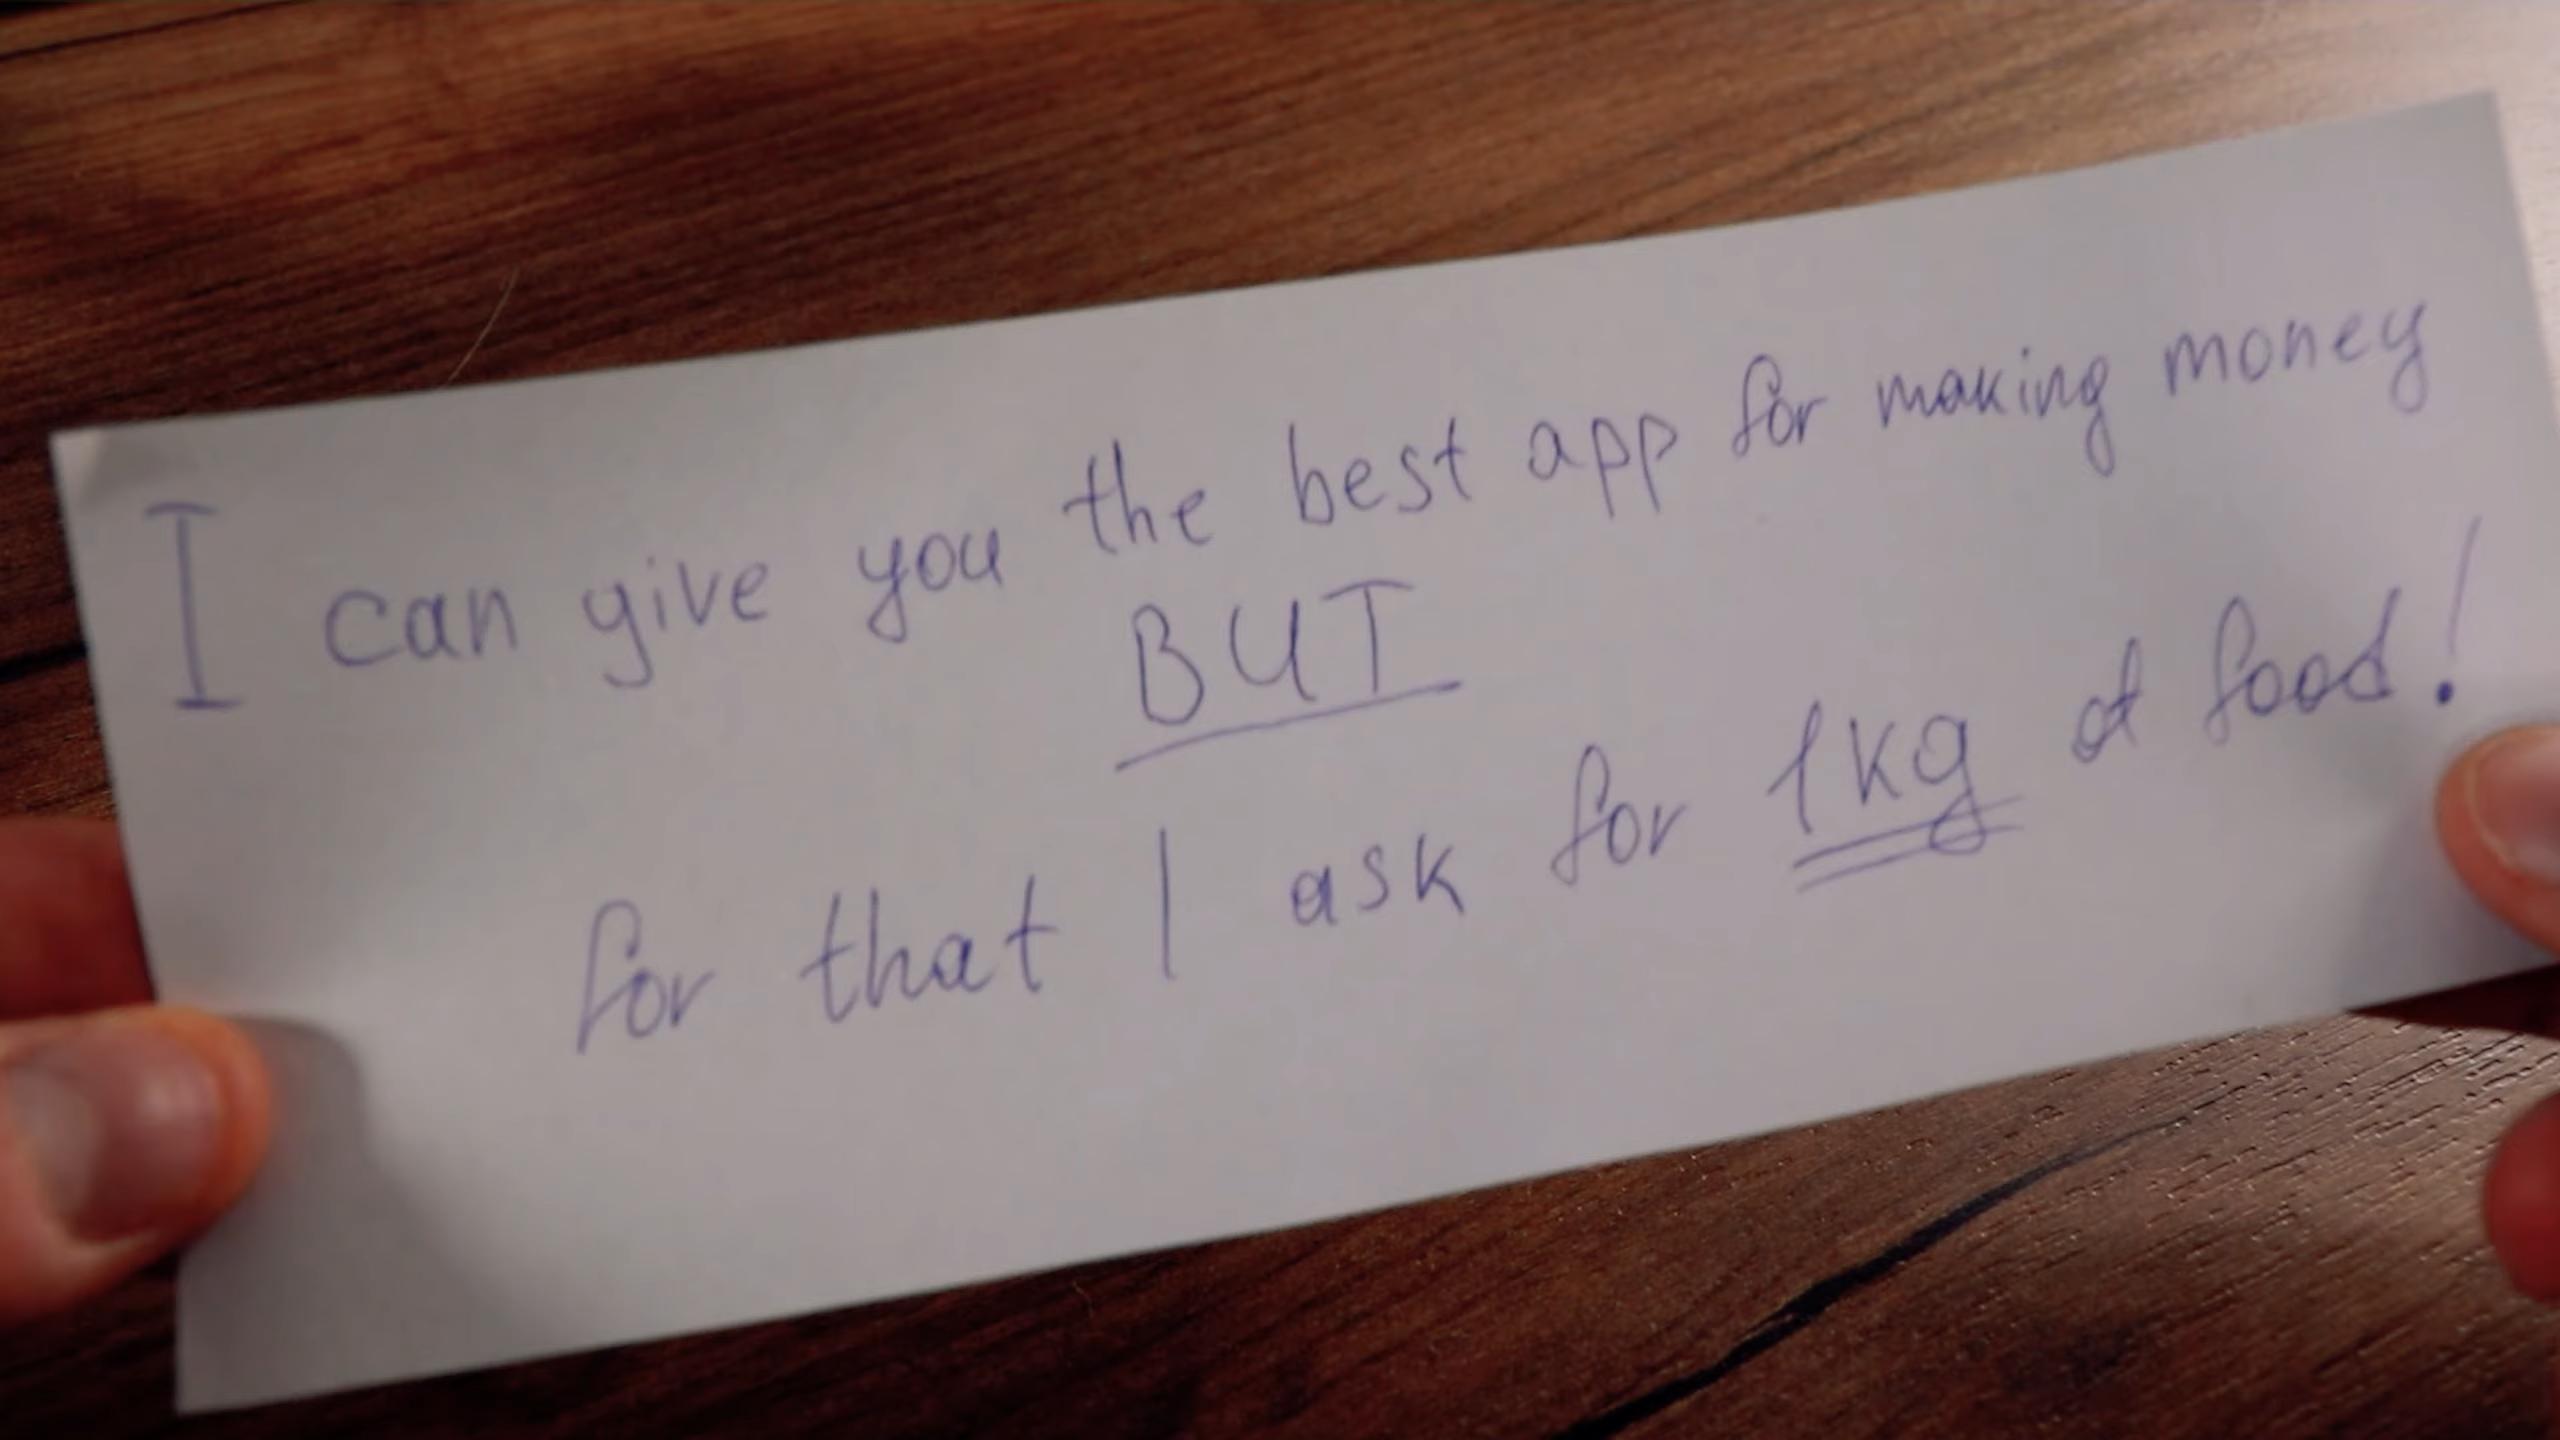 I can give you the best app for making money
BUT
for that I ask for 1kg of food!